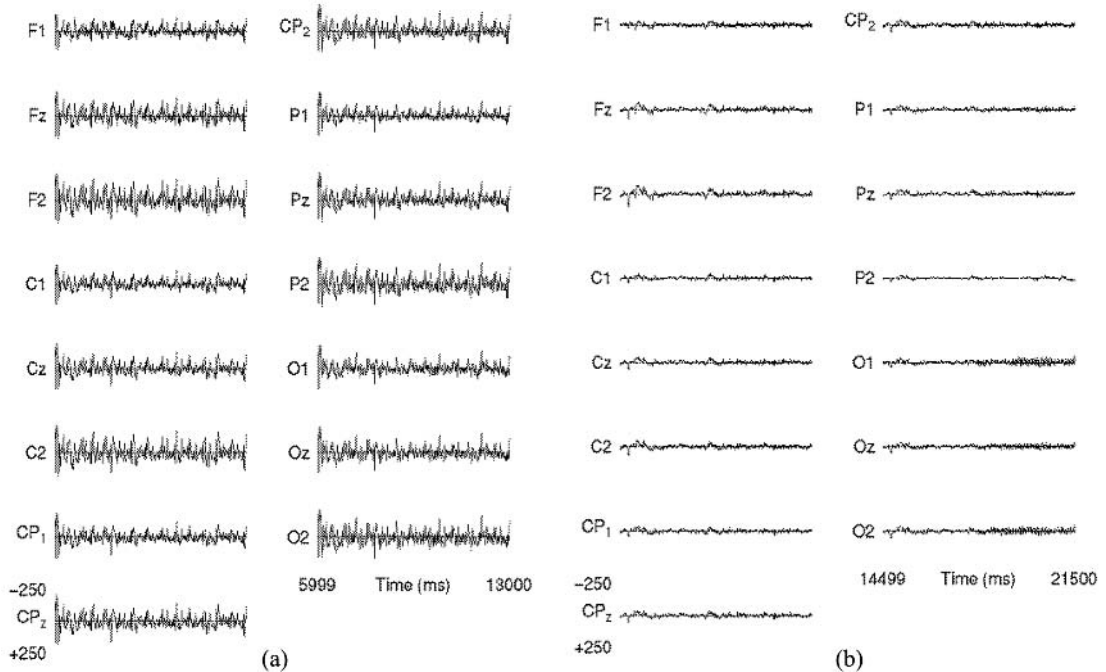 F1
Fz
F2
C1
Cz
C2
CP1
−250
CPz
+250
CP2
P1
Pz
P2
O1
Oz
O2
5999 Time (ms) 13000
(a)
F1
Fz
F2
C1
Cz
C2
CP1
−250
CPz
+250
CP2
P1
Pz
P2
O1
Oz
O2
14499 Time (ms) 21500
(b)